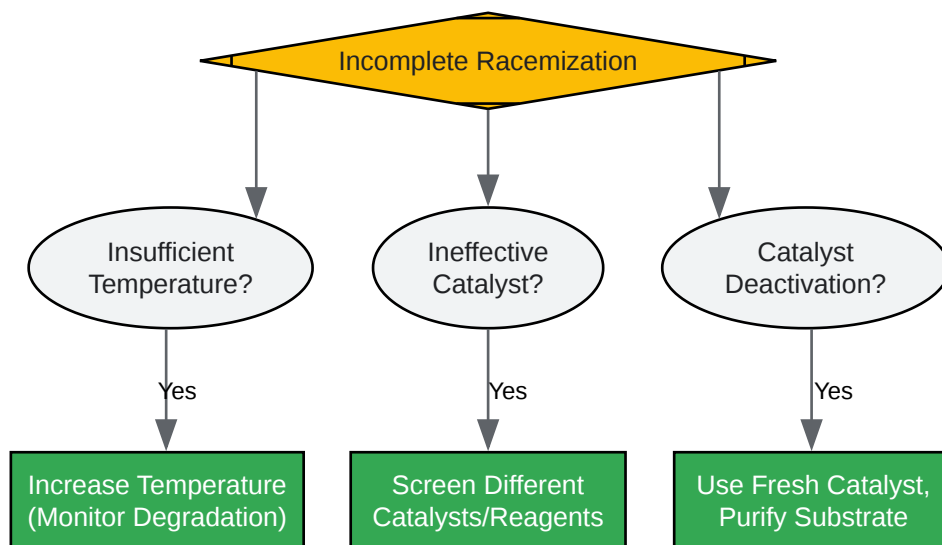 Incomplete Racemization
Insufficient
Temperature?
Ineffective
Catalyst?
Catalyst
Deactivation?
Yes
Yes
Yes
Increase Temperature
(Monitor Degradation)
Screen Different
Catalysts/Reagents
Use Fresh Catalyst,
Purify Substrate